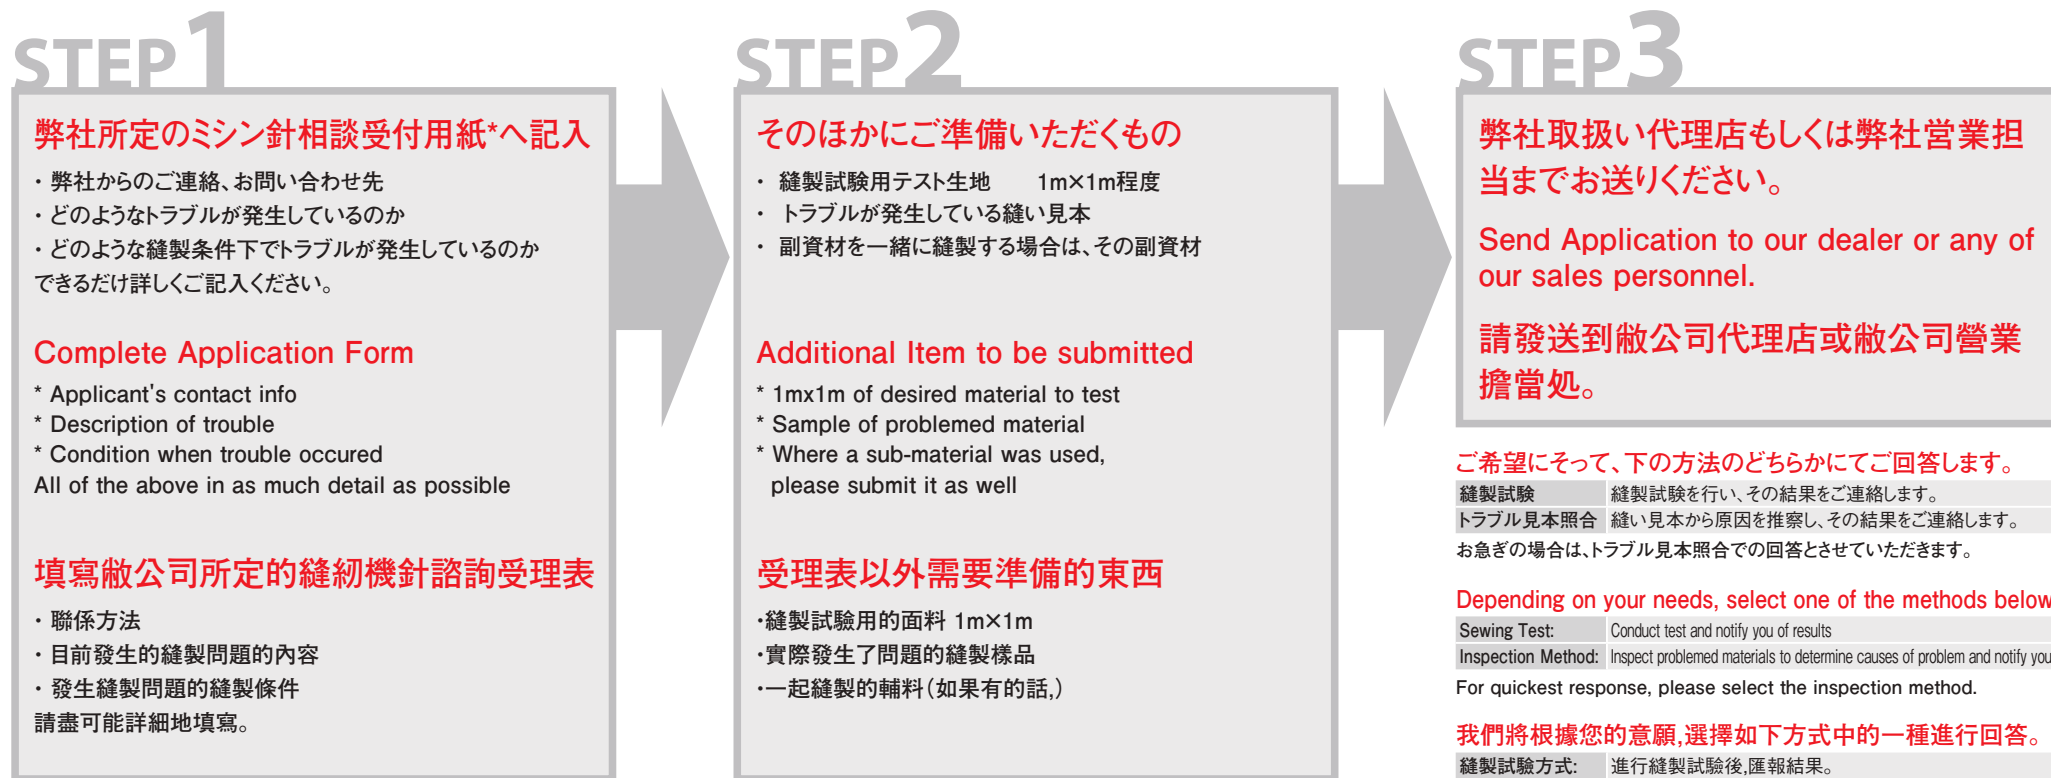 STEP1
弊社所定のミシン針相談受付用紙*へ記入
・ 弊社からのご連絡、お問い合わせ先
・ どのようなトラブルが発生しているのか
・ どのような縫製条件下でトラブルが発生しているのか
できるだけ詳しくご記入ください。
Complete Application Form
* Applicant's contact info
* Description of trouble
* Condition when trouble occured
All of the above in as much detail as possible
填寫敝公司所定的縫紉機針諮詢受理表
・ 聯係方法
・ 目前發生的縫製問題的內容
・ 發生縫製問題的縫製條件
請盡可能詳細地填寫。
STEP2
そのほかにご準備いただくもの
・ 縫製試験用テスト生地　　1m×1m程度
・ トラブルが発生している縫い見本
・ 副資材を一緒に縫製する場合は、その副資材
Additional Item to be submitted
* 1mx1m of desired material to test
* Sample of problemed material
* Where a sub-material was used,
please submit it as well
受理表以外需要準備的東西
・縫製試驗用的面料 1m×1m
・實際發生了問題的縫製樣品
・一起縫製的輔料（如果有的話,）
STEP3
弊社取扱い代理店もしくは弊社営業担
当までお送りください。
Send Application to our dealer or any of
our sales personnel.
請發送到敝公司代理店或敝公司營業
擔當処。
ご希望にそって、下の方法のどちらかにてご回答します。
縫製試験 縫製試験を行い、その結果をご連絡します。
トラブル見本照合 縫い見本から原因を推察し、その結果をご連絡します。
お急ぎの場合は、トラブル見本照合での回答とさせていただきます。
Depending on your needs, select one of the methods below
Sewing Test: Conduct test and notify you of results
Inspection Method: Inspect problemed materials to determine causes of problem and notify you
For quickest response, please select the inspection method.
我們將根據您的意願,選擇如下方式中的一種進行回答。
縫製試驗方式: 進行縫製試驗後,匯報結果。